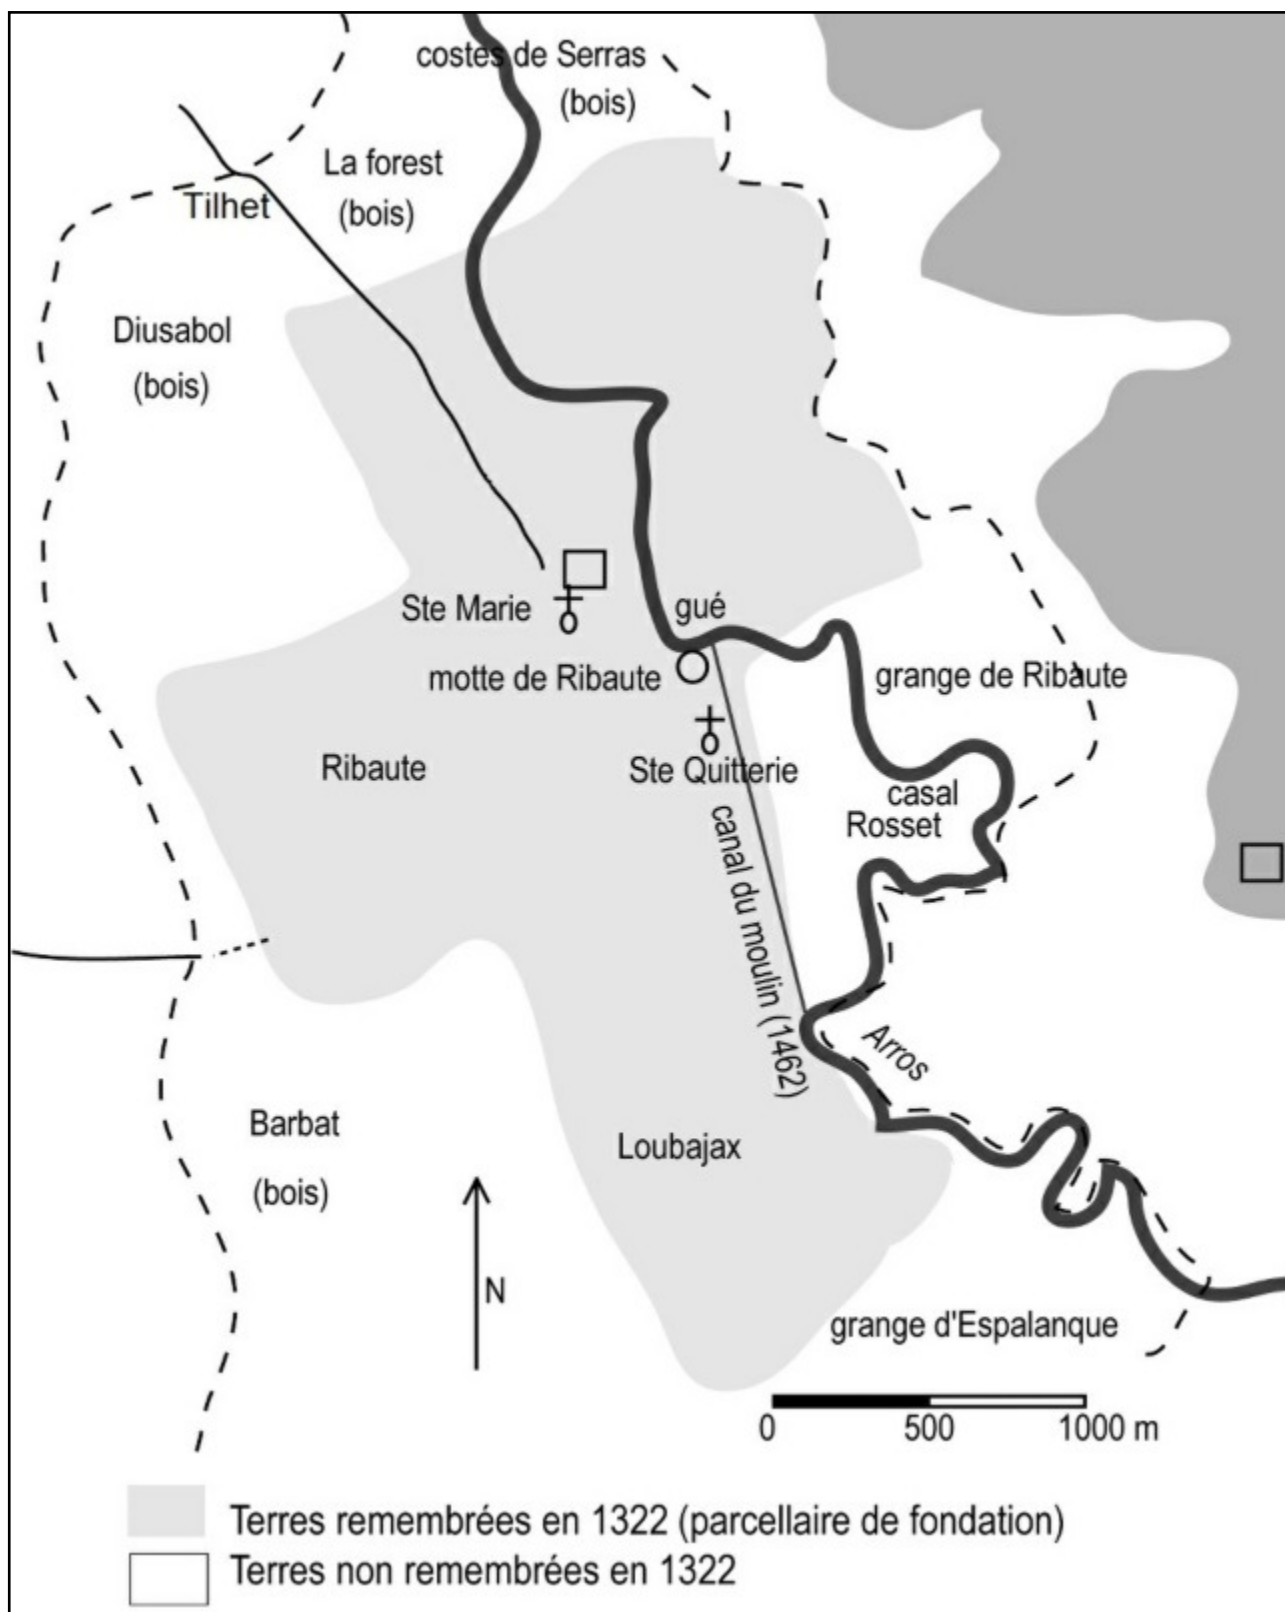 costes de Serras
(bois)
La forest
(bois)
Tilhet
Diusabol
(bois)
Ste Marie
gué
motte de Ribaute
grange de Ribaute
Ribaute
Ste Quitterie
casal
Rosset
canal du moulin (1462)
Arros
Barbat
(bois)
Loubajax
N
grange d'Espalanque
0 500 1000 m
Terres remembrées en 1322 (parcellaire de fondation)
Terres non remembrées en 1322